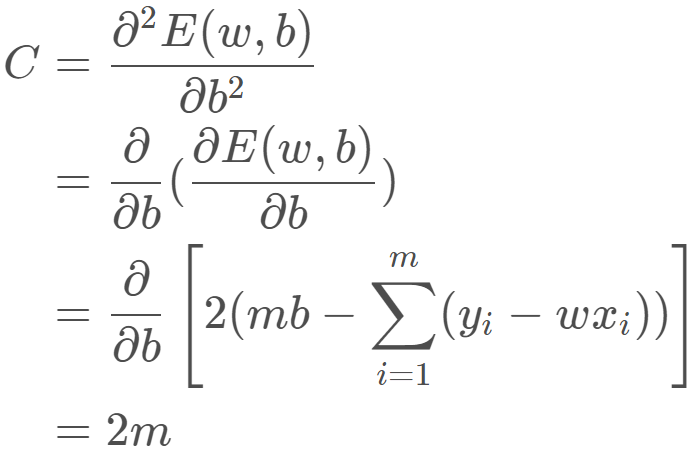 C = ∂²E(w, b) / ∂b²
= ∂/∂b (∂E(w, b) / ∂b)
= ∂/∂b [2(mb − ∑_{i=1}^{m} (y_i − wx_i))]
= 2m